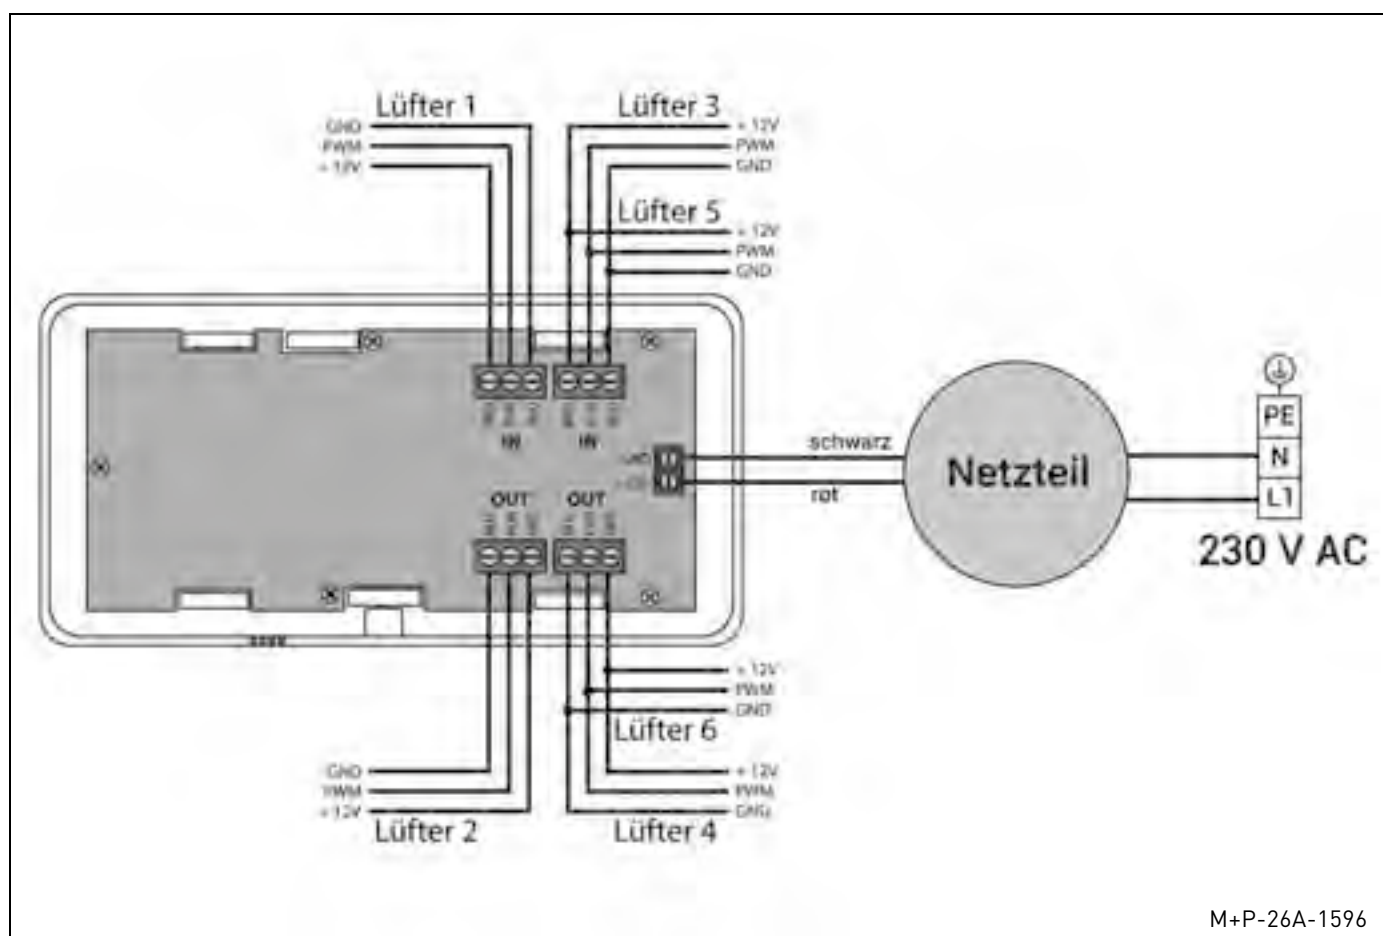 Lüfter 1
GND
PWM
+ 12V
Lüfter 3
+ 12V
PWM
GND
Lüfter 5
+ 12V
PWM
GND
IN
IN
OUT
OUT
schwarz
rot
Netzteil
PE
N
L1
230 V AC
+ 12V
PWM
GND
Lüfter 6
GND
PWM
+ 12V
Lüfter 2
+ 12V
PWM
GND
Lüfter 4
M+P-26A-1596